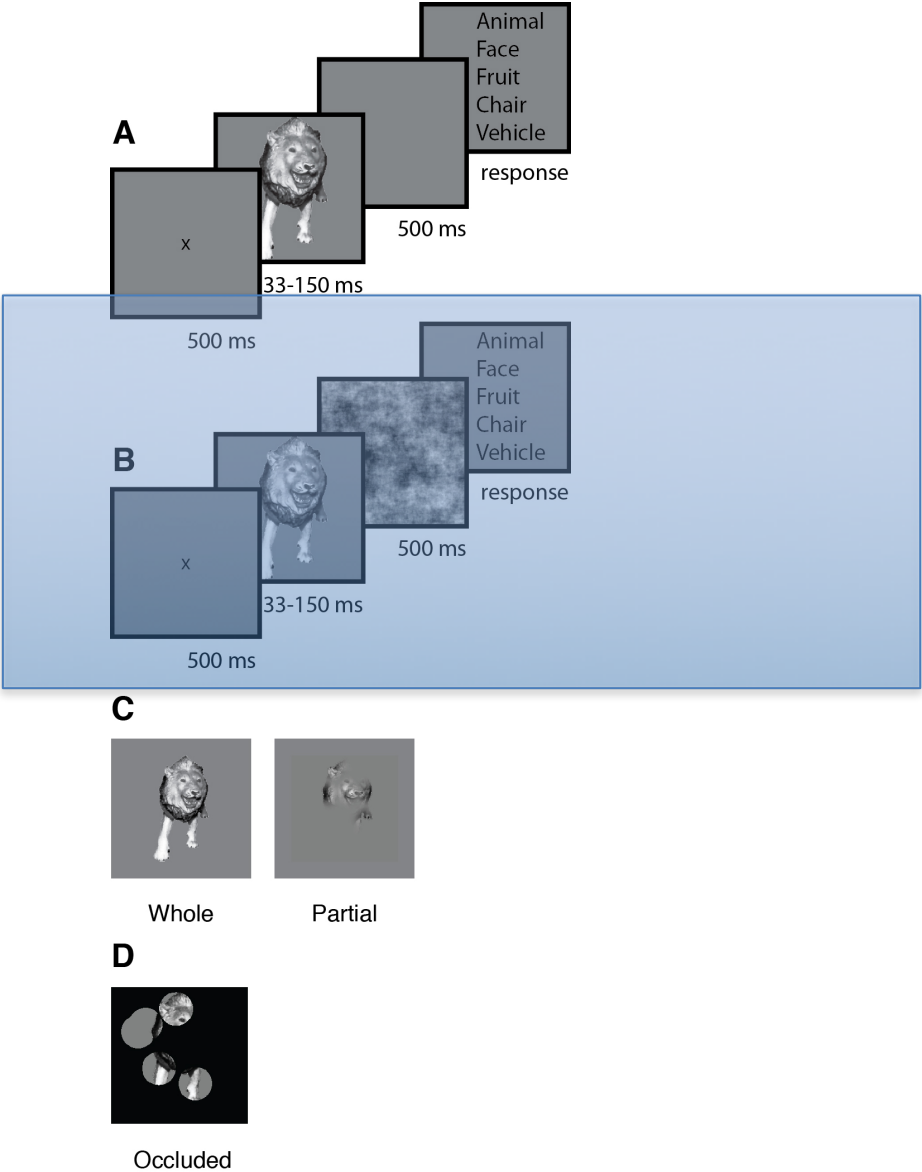 A
x
500 ms
33-150 ms
500 ms
Animal
Face
Fruit
Chair
Vehicle
response
B
x
500 ms
33-150 ms
500 ms
Animal
Face
Fruit
Chair
Vehicle
response
C
Whole
Partial
D
Occluded